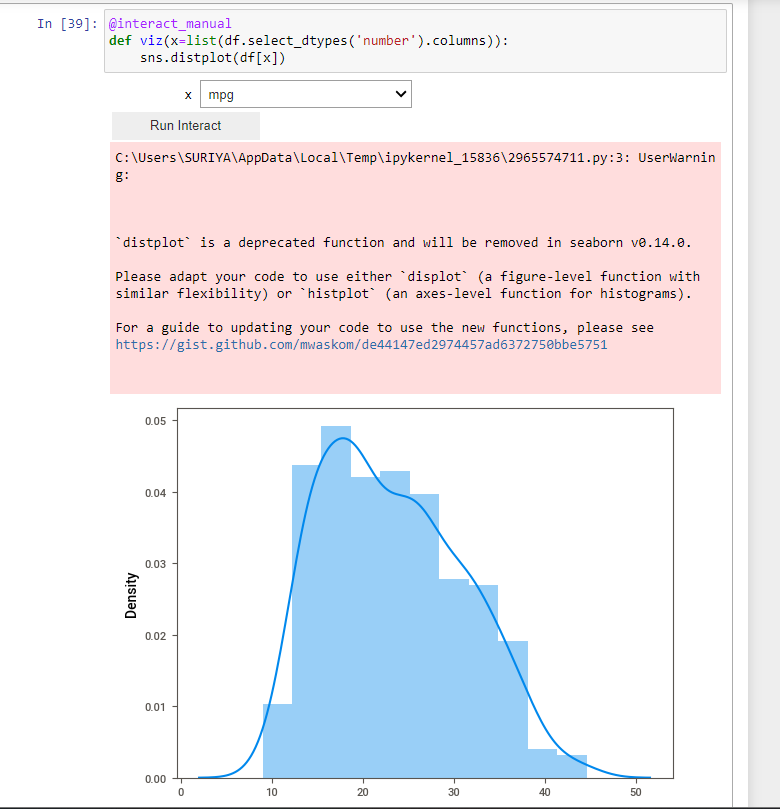 In [39]: @interact_manual
def viz(x=list(df.select_dtypes('number').columns)):
sns.distplot(df[x])
x mpg
Run Interact
C:\Users\SURIYA\AppData\Local\Temp\ipykernel_15836\2965574711.py:3: UserWarnin
g:
`distplot` is a deprecated function and will be removed in seaborn v0.14.0.
Please adapt your code to use either `displot` (a figure-level function with
similar flexibility) or `histplot` (an axes-level function for histograms).
For a guide to updating your code to use the new functions, please see
https://gist.github.com/mwaskom/de44147ed2974457ad6372750bbe5751
0.05
0.04
0.03
Density
0.02
0.01
0.00
0 10 20 30 40 50